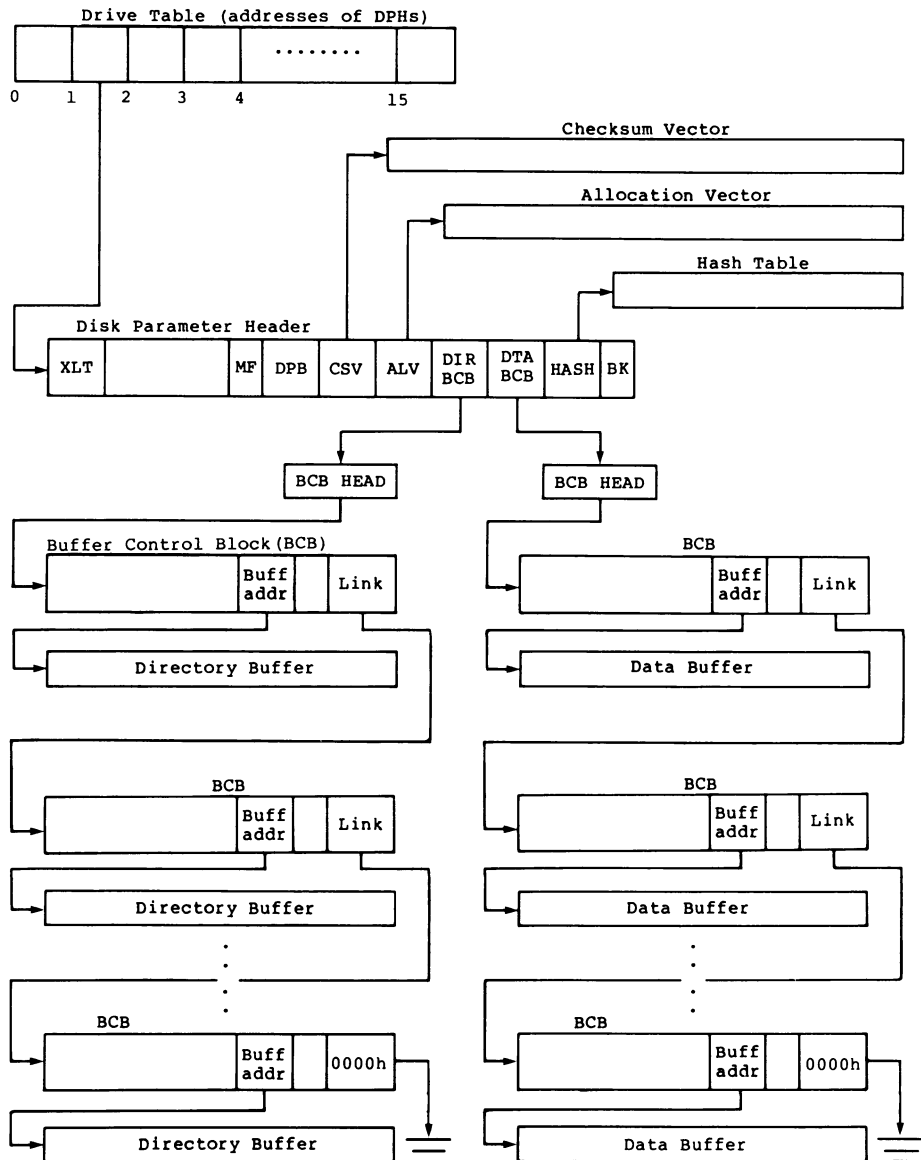 Drive Table (addresses of DPHs)
........
0 1 2 3 4 15
Checksum Vector
Allocation Vector
Hash Table
Disk Parameter Header
XLT MF DPB CSV ALV DIR BCB DTA BCB HASH BK
BCB HEAD BCB HEAD
Buffer Control Block (BCB) BCB
Buff addr Link Buff addr Link
Directory Buffer Data Buffer
BCB BCB
Buff addr Link Buff addr Link
Directory Buffer Data Buffer
BCB BCB
Buff addr 0000h Buff addr 0000h
Directory Buffer Data Buffer